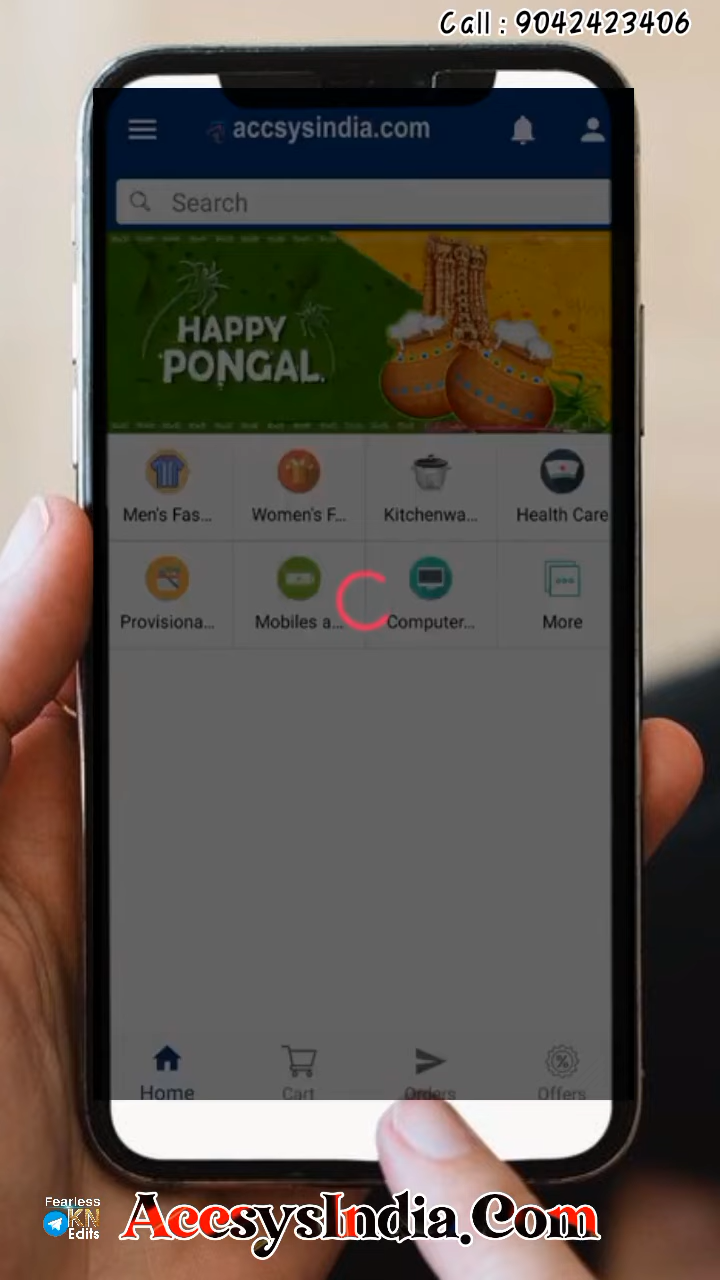 Call : 9042423406
accsysindia.com
Search
HAPPY
PONGAL
Men's Fas... Women's F... Kitchenwa... Health Care
Provisiona... Mobiles a... Computer... More
Home Cart Orders Offers
Fearless
KN
Edits
AccsysIndia.Com